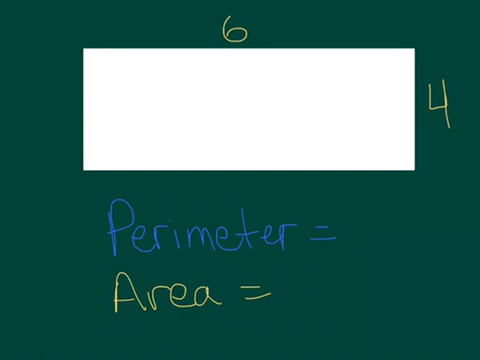 6
4
Perimeter =
Area =